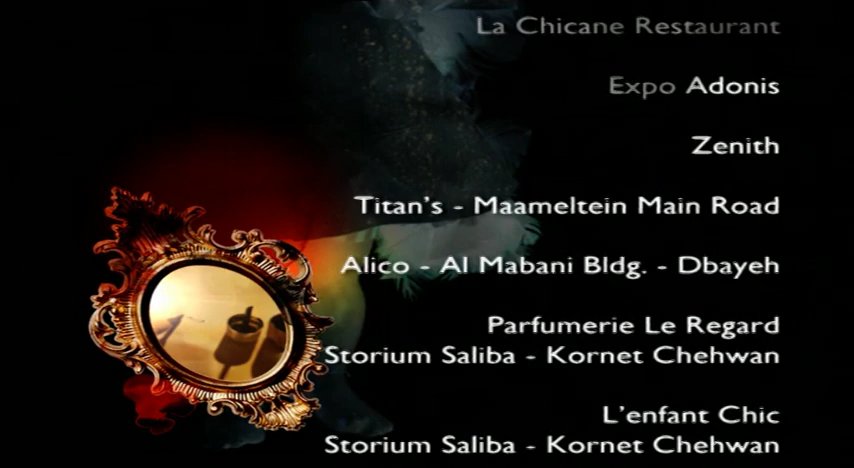 La Chicane Restaurant
Expo Adonis
Zenith
Titan's - Maameltein Main Road
Alico - Al Mabani Bldg. - Dbayeh
Parfumerie Le Regard
Storium Saliba - Kornet Chehwan
L'enfant Chic
Storium Saliba - Kornet Chehwan